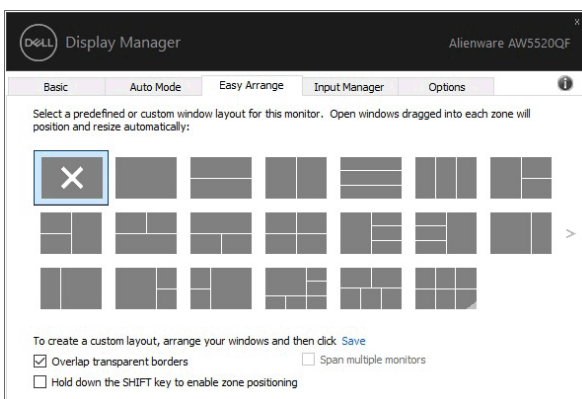 DELL Display Manager
Alienware AW5520QF
Basic
Auto Mode
Easy Arrange
Input Manager
Options
Select a predefined or custom window layout for this monitor. Open windows dragged into each zone will
position and resize automatically:
To create a custom layout, arrange your windows and then click Save
Overlap transparent borders
Span multiple monitors
Hold down the SHIFT key to enable zone positioning